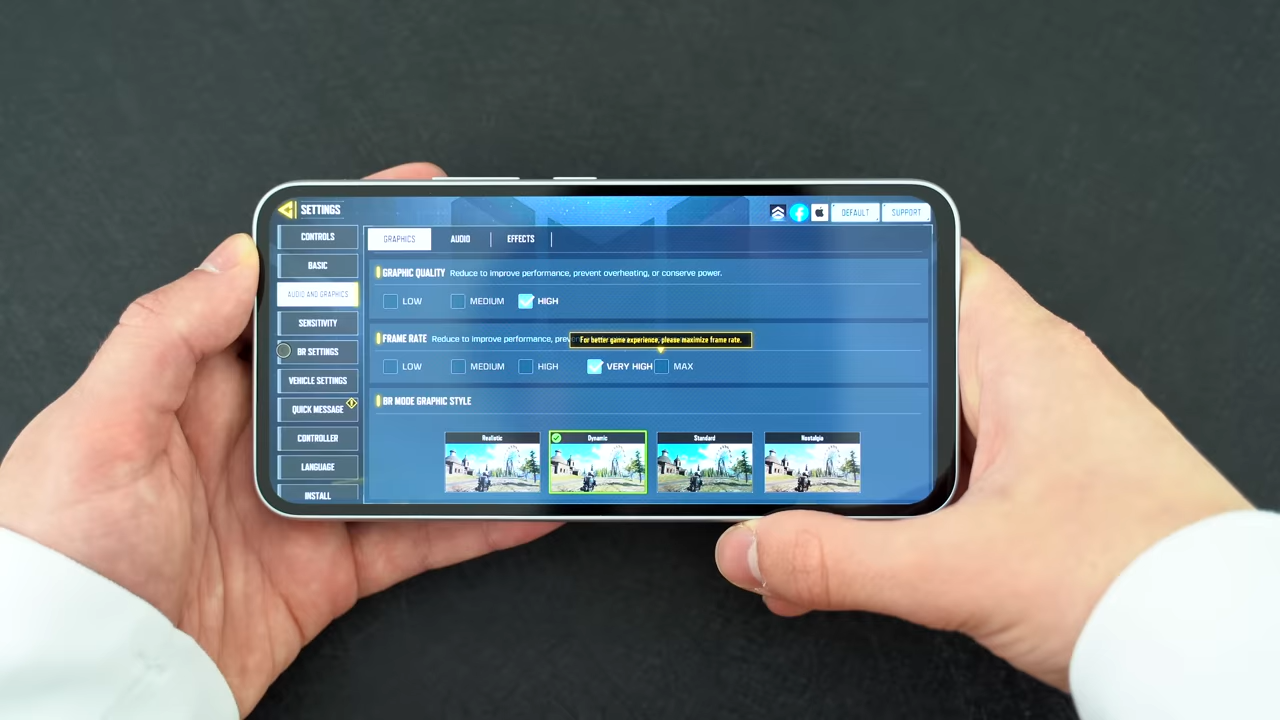 SETTINGS
DEFAULT
SUPPORT
CONTROLS
BASIC
AUDIO AND GRAPHICS
SENSITIVITY
BR SETTINGS
VEHICLE SETTINGS
QUICK MESSAGE
CONTROLLER
LANGUAGE
INSTALL
GRAPHICS
AUDIO
EFFECTS
GRAPHIC QUALITY Reduce to improve performance, prevent overheating, or conserve power.
LOW
MEDIUM
HIGH
FRAME RATE Reduce to improve performance,
For better game experience, please maximize frame rate.
LOW
MEDIUM
HIGH
VERY HIGH
MAX
BR MODE GRAPHIC STYLE
Realistic
Dynamic
Standard
Nostalgia